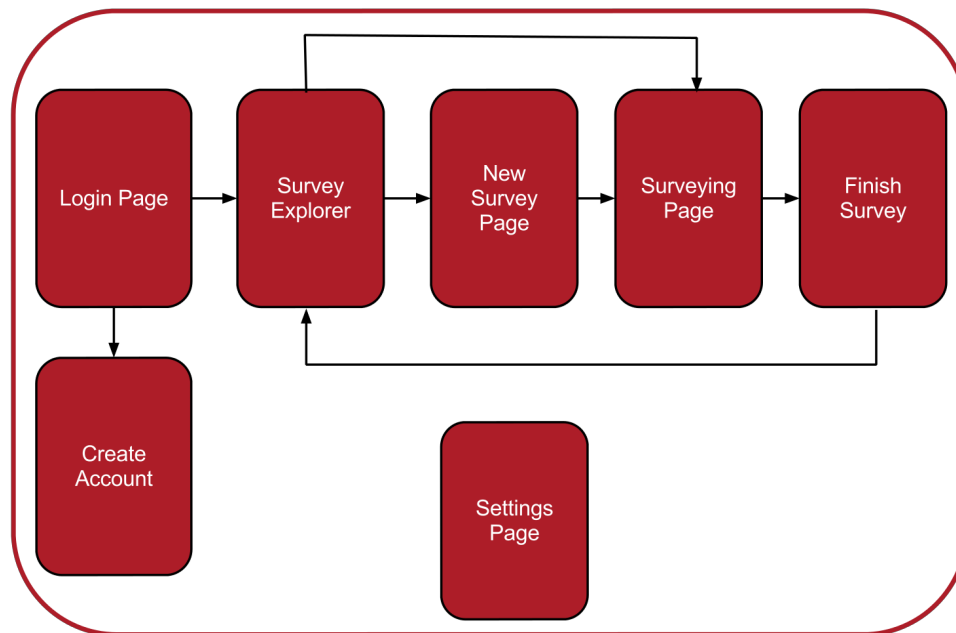 Login Page
Survey
Explorer
New
Survey
Page
Surveying
Page
Finish
Survey
Create
Account
Settings
Page